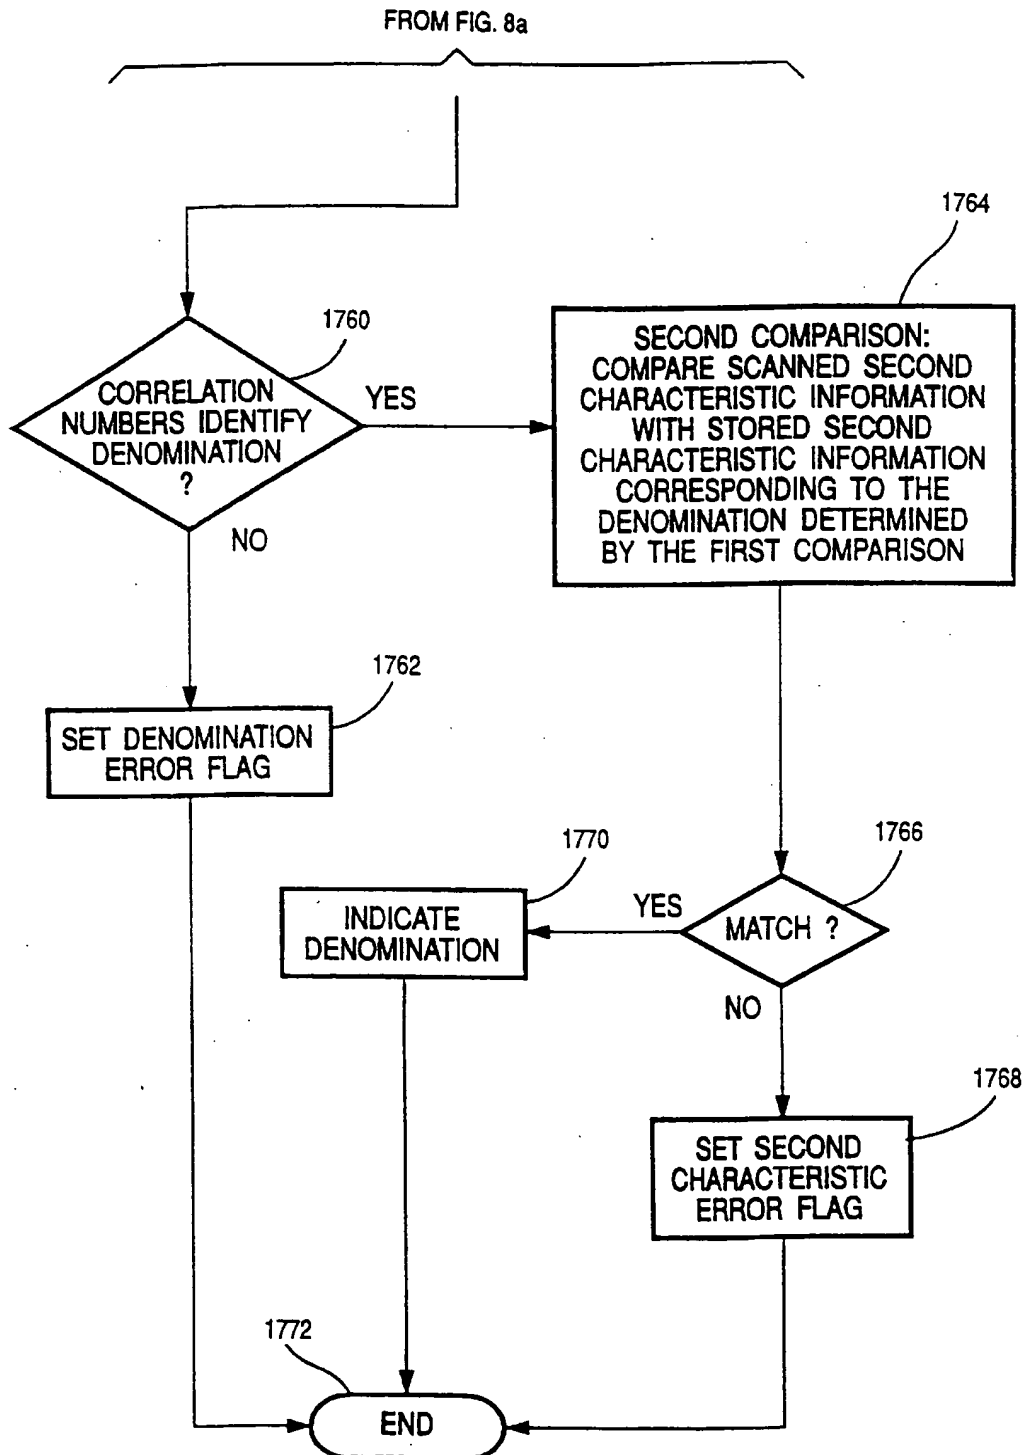 FROM FIG. 8a
1764
1760
SECOND COMPARISON:
COMPARE SCANNED SECOND
CHARACTERISTIC INFORMATION
WITH STORED SECOND
CHARACTERISTIC INFORMATION
CORRESPONDING TO THE
DENOMINATION DETERMINED
BY THE FIRST COMPARISON
CORRELATION
NUMBERS IDENTIFY
DENOMINATION
?
YES
NO
1762
SET DENOMINATION
ERROR FLAG
1770
1766
INDICATE
DENOMINATION
YES
MATCH ?
NO
1768
SET SECOND
CHARACTERISTIC
ERROR FLAG
1772
END